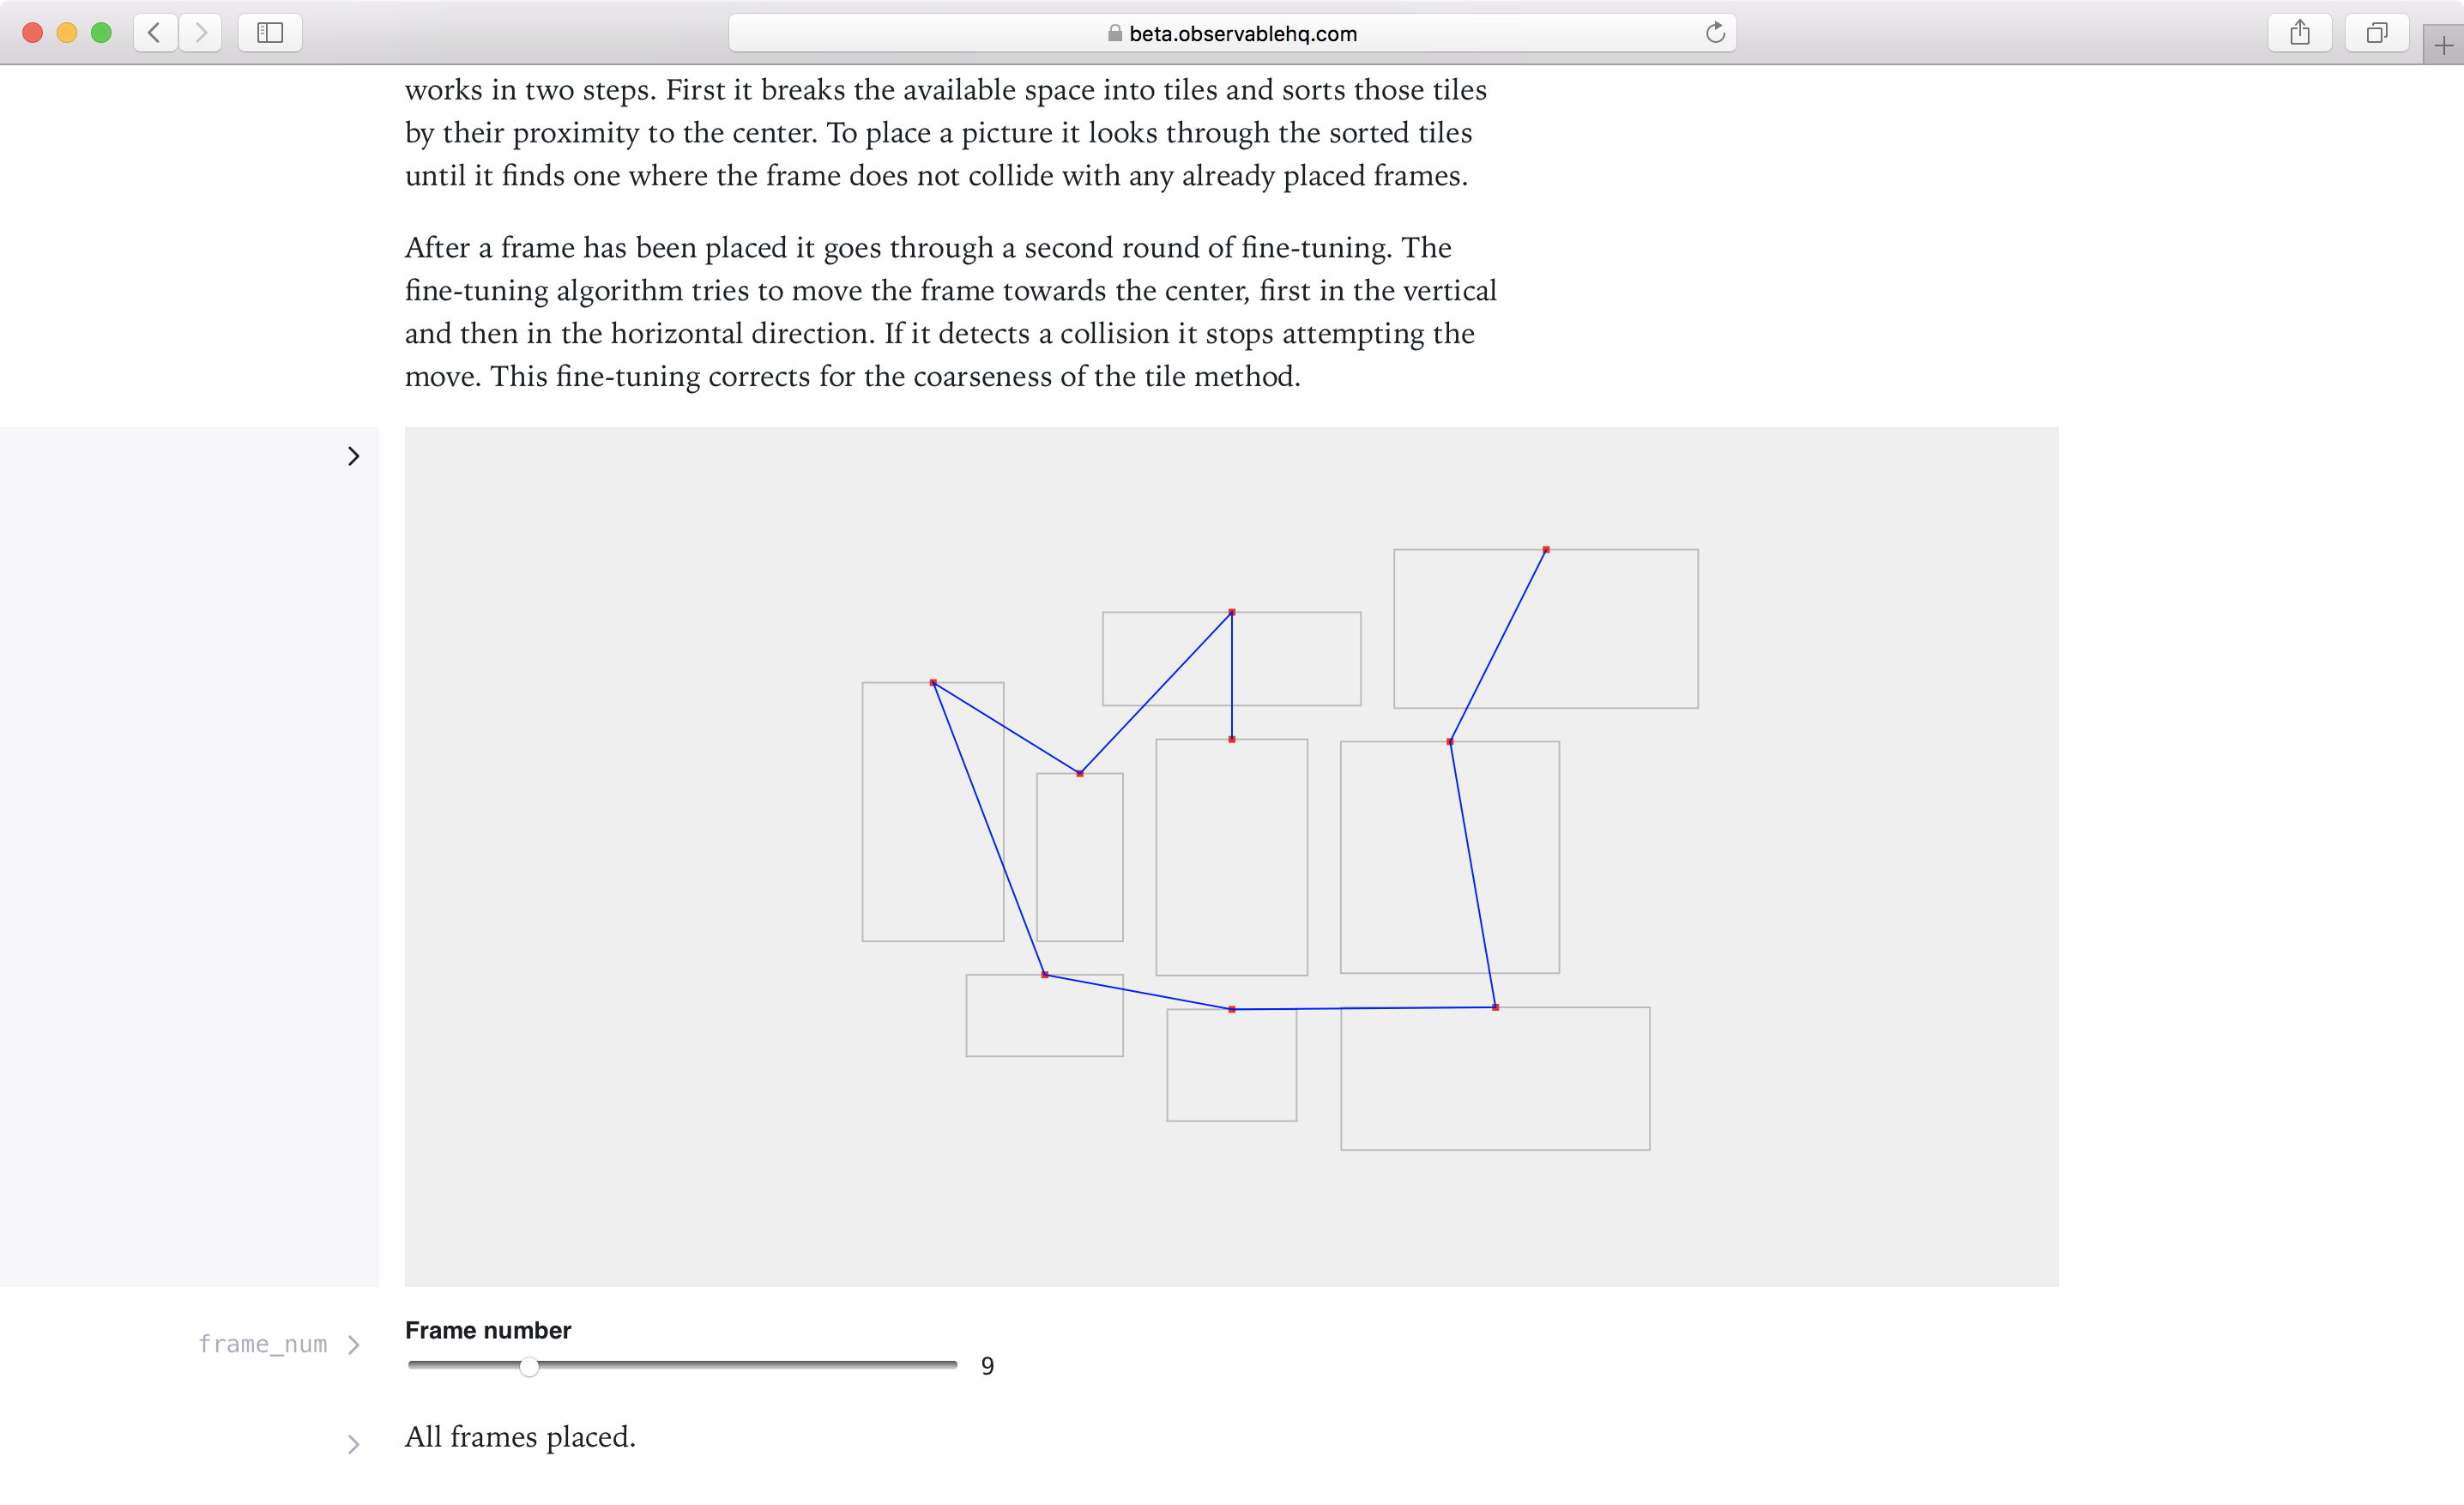 beta.observablehq.com
works in two steps. First it breaks the available space into tiles and sorts those tiles
by their proximity to the center. To place a picture it looks through the sorted tiles
until it finds one where the frame does not collide with any already placed frames.
After a frame has been placed it goes through a second round of fine-tuning. The
fine-tuning algorithm tries to move the frame towards the center, first in the vertical
and then in the horizontal direction. If it detects a collision it stops attempting the
move. This fine-tuning corrects for the coarseness of the tile method.
Frame number
frame_num
9
All frames placed.